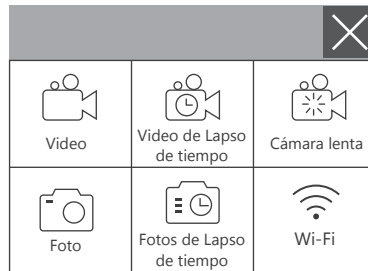 Video
Video de Lapso
de tiempo
Cámara lenta
Foto
Fotos de Lapso
de tiempo
Wi-Fi